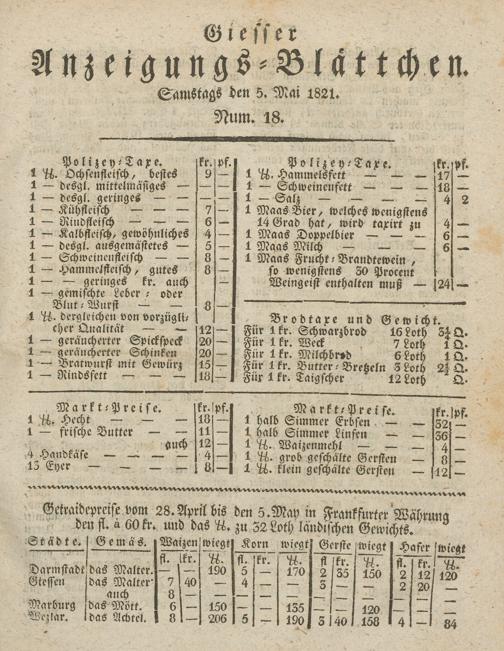 Giesser
Anzeigungs-Blättchen.
Samstags den 5. Mai 1821.
Num. 18.
Polizey-Taxe. kr. pf.
1 ℔. Ochsenfleisch, bestes 9 —
1 — desgl. mittelmäsiges — — —
1 — desgl. geringes — — —
1 — Kühfleisch — — 7 —
1 — Rindfleisch — — 6 —
1 — Kalbfleisch, gewöhnliches 4 —
1 — desgl. ausgemästetes — 5 —
1 — Schweinenfleisch — — 8 —
1 — Hammelfleisch, gutes 8 —
1 — — geringes kr. auch
1 — gemischte Leber- oder
Blut-Wurst — — 8 —
1 ℔. dergleichen von vorzügli-
cher Qualität — — 12 —
1 — geräucherter Spickspeck 20 —
1 — geräucherter Schinken 20 —
1 — Bratwurst mit Gewürz 15 —
1 — Rindsfett — — 18 —
Polizey-Taxe. kr. pf.
1 ℔. Hammelsfett — — 17 —
1 — Schweinenfett — — 18 —
1 — Salz — — — 4 2
1 Maas Bier, welches wenigstens
14 Grad hat, wird taxirt zu 4 —
1 Maas Doppelbier — — 6 —
1 Maas Milch — — 6 —
1 Maas Frucht-Brandtewein,
so wenigstens 30 Procent
Weingeist enthalten muß — 24 —
Brodtaxe und Gewicht.
Für 1 kr. Schwarzbrod 16 Loth 3¾ Q.
Für 1 kr. Weck 7 Loth 1 Q.
Für 1 kr. Milchbrod 6 Loth 1 Q.
Für 1 kr. Butter-Bretzeln 3 Loth 2¾ Q.
Für 1 kr. Taigscher 12 Loth Q.
Markt-Preise. kr. pf.
1 ℔. Hecht — — 18 —
1 — frische Butter — — 11 —
auch 12 —
4 Handkäse — — — 4 —
13 Eyer — — — 8 —
Markt-Preise. kr. pf.
1 halb Simmer Erbsen — — 32 —
1 halb Simmer Linsen — — 36 —
1 ℔. Waizenmehl — — 4 —
1 ℔. grob geschälte Gersten — 8 —
1 ℔. klein geschälte Gersten — 12 —
Getraidepreise vom 28. April bis den 5. May in Frankfurter Währung
den fl. à 60 kr. und das ℔. zu 32 Loth ländischen Gewichts.
Städte. Gemäs. Waizen wiegt Korn wiegt Gerste wiegt Hafer wiegt
fl. kr. ℔. fl. kr. ℔. fl. kr. ℔. fl. kr. ℔.
Darmstadt das Malter. — — 190 5 — 170 2 35 150 2 12 120
Giessen das Malter 7 40 4 — 3 — 2 20 —
auch 8 —
Marburg das Mött. 6 — 150 — — 135 — — 120 — —
Wezlar. das Achtel. 8 — 206 5 — 190 3 40 158 4 — 84